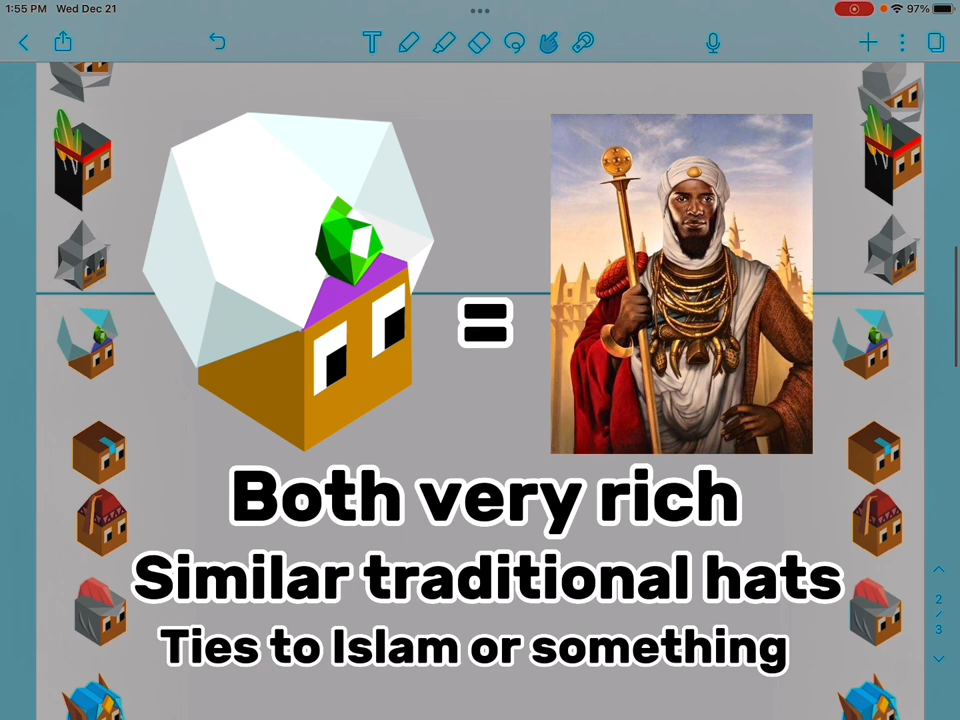 1:55 PM Wed Dec 21
97%
T
=
Both very rich
Similar traditional hats
Ties to Islam or something
2
/
3